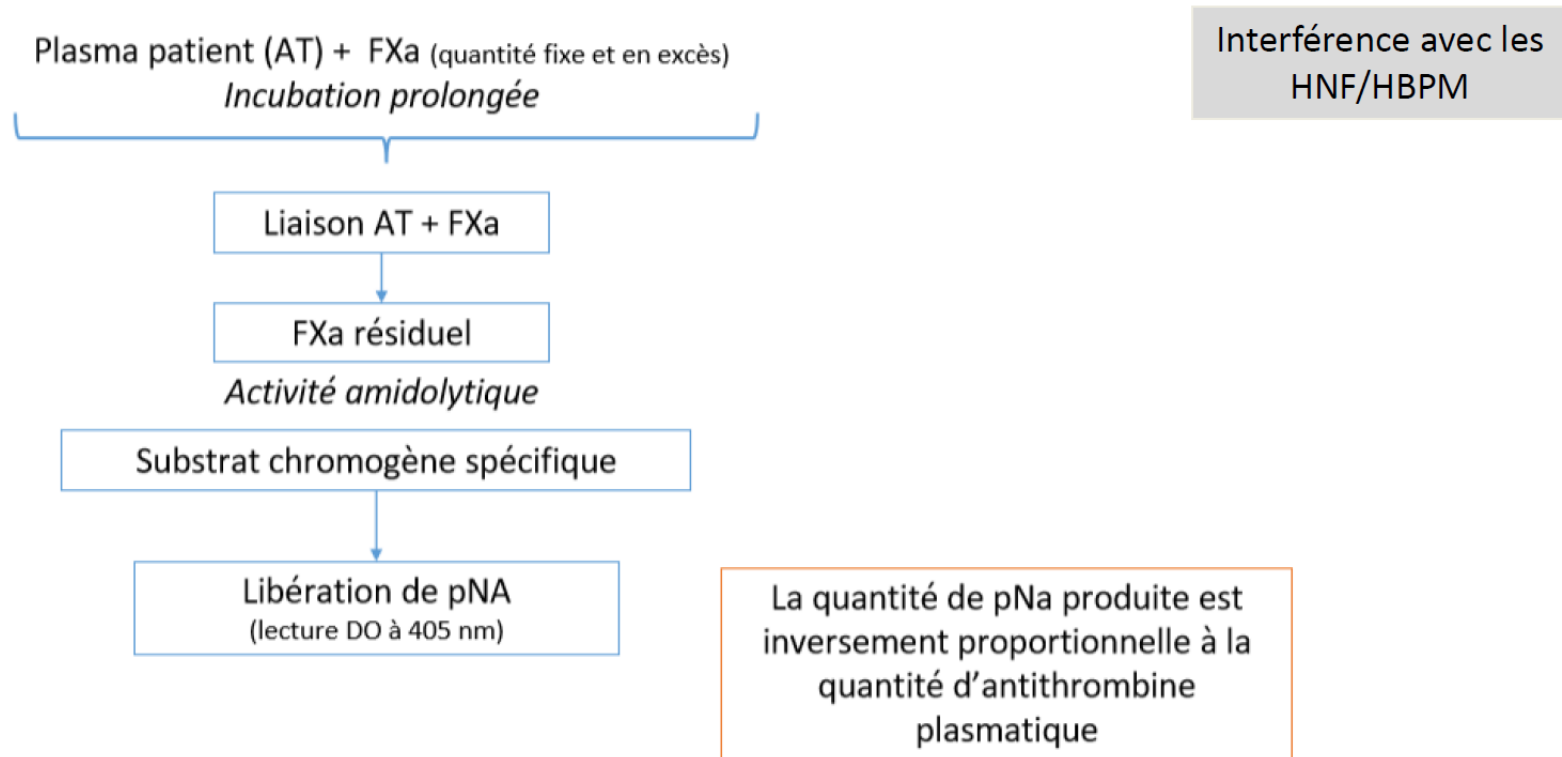 Plasma patient (AT) + FXa (quantité fixe et en excès)
Incubation prolongée
Interférence avec les
HNF/HBPM
Liaison AT + FXa
FXa résiduel
Activité amidolytique
Substrat chromogène spécifique
Libération de pNA
(lecture DO à 405 nm)
La quantité de pNa produite est
inversement proportionnelle à la
quantité d'antithrombine
plasmatique